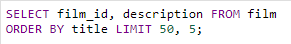 SELECT film_id, description FROM film
ORDER BY title LIMIT 50, 5;